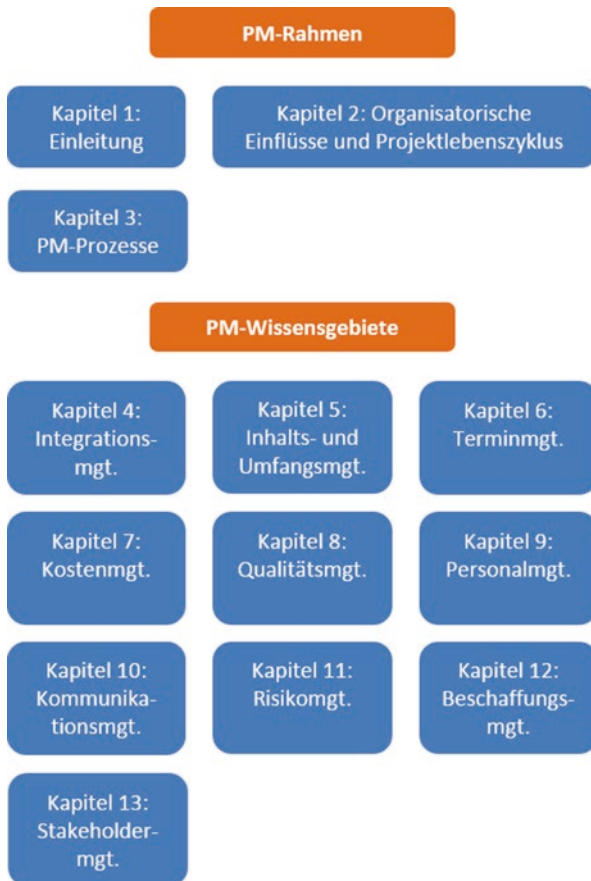 PM-Rahmen
Kapitel 1:
Einleitung
Kapitel 2: Organisatorische
Einflüsse und Projektlebenszyklus
Kapitel 3:
PM-Prozesse
PM-Wissensgebiete
Kapitel 4:
Integrations-
mgt.
Kapitel 5:
Inhalts- und
Umfangsmgt.
Kapitel 6:
Terminmgt.
Kapitel 7:
Kostenmgt.
Kapitel 8:
Qualitätsmgt.
Kapitel 9:
Personalmgt.
Kapitel 10:
Kommunika-
tionsmgt.
Kapitel 11:
Risikomgt.
Kapitel 12:
Beschaffungs-
mgt.
Kapitel 13:
Stakeholder-
mgt.